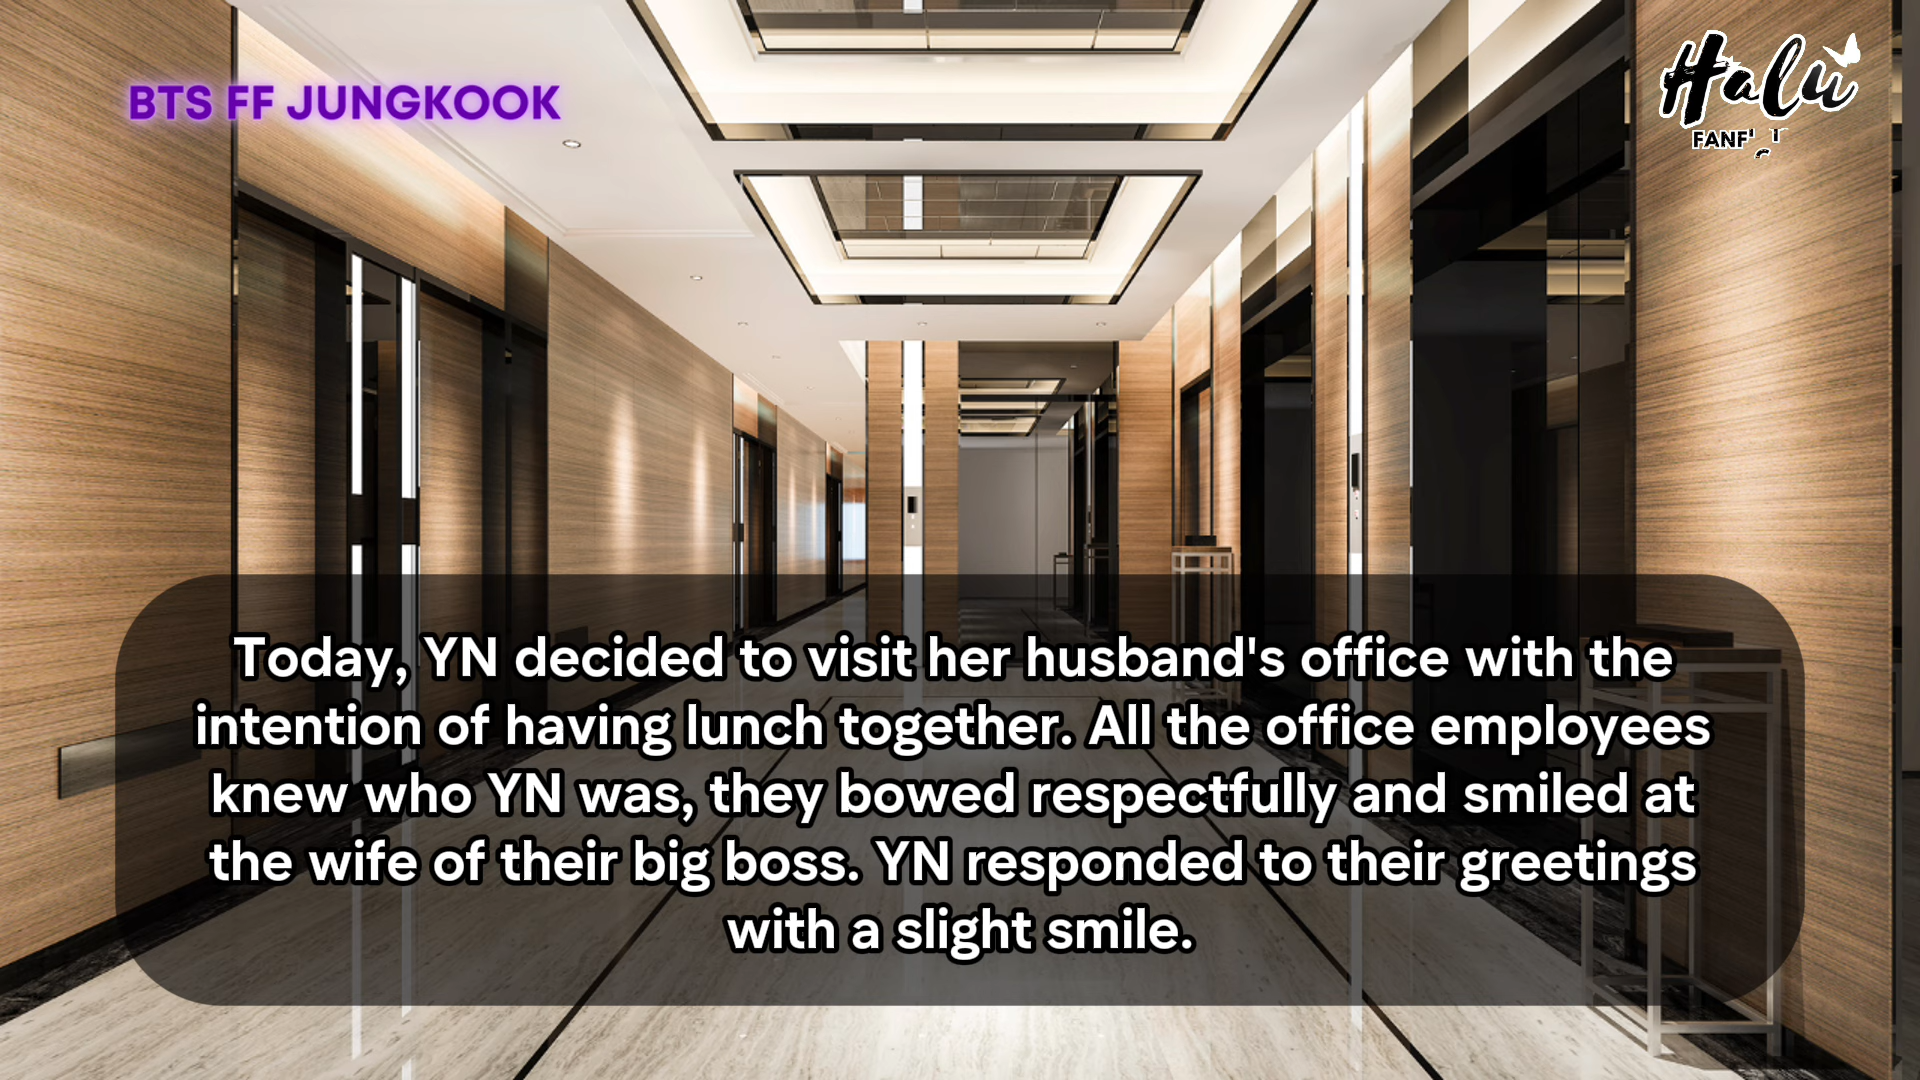 BTS FF JUNGKOOK
Halu
Today, YN decided to visit her husband's office with the
intention of having lunch together. All the office employees
knew who YN was, they bowed respectfully and smiled at
the wife of their big boss. YN responded to their greetings
with a slight smile.